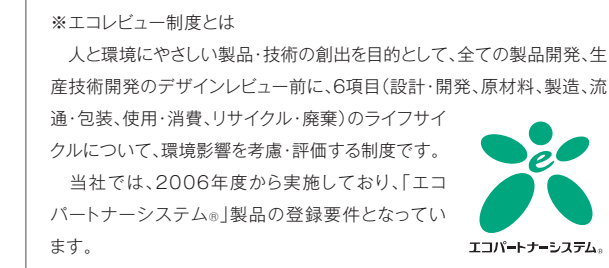 ※エコレビュー制度とは
　人と環境にやさしい製品・技術の創出を目的として、全ての製品開発、生
産技術開発のデザインレビュー前に、6項目（設計・開発、原材料、製造、流
通・包装、使用・消費、リサイクル・廃棄）のライフサイ
クルについて、環境影響を考慮・評価する制度です。
　当社では、2006年度から実施しており、「エコ
パートナーシステム®」製品の登録要件となってい
ます。
e
エコパートナーシステム®